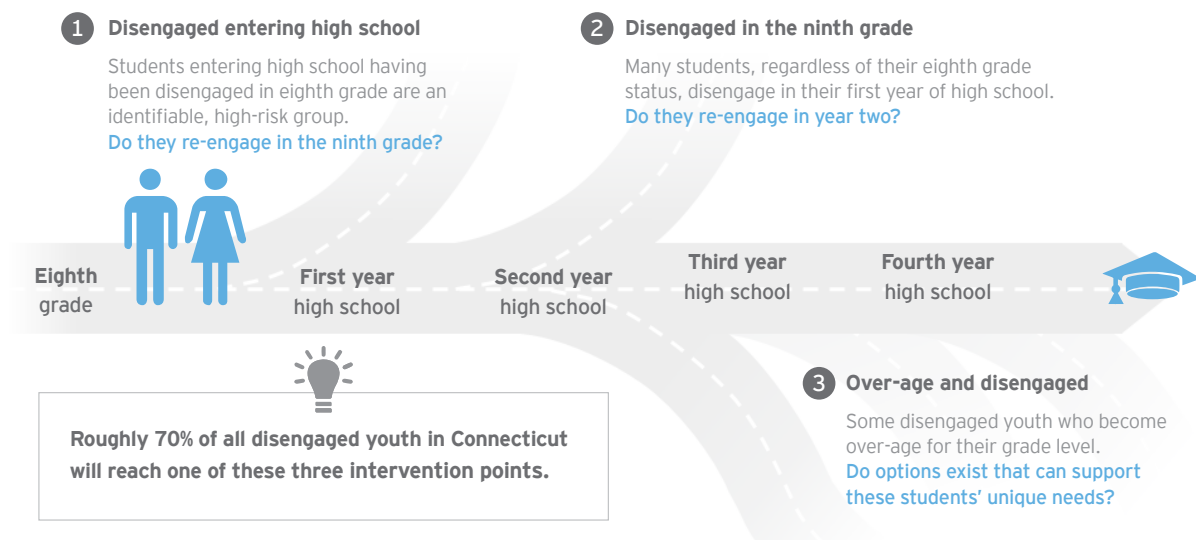 1 Disengaged entering high school
Students entering high school having
been disengaged in eighth grade are an
identifiable, high-risk group.
Do they re-engage in the ninth grade?
2 Disengaged in the ninth grade
Many students, regardless of their eighth grade
status, disengage in their first year of high school.
Do they re-engage in year two?
Eighth
grade
First year
high school
Second year
high school
Third year
high school
Fourth year
high school
Roughly 70% of all disengaged youth in Connecticut
will reach one of these three intervention points.
3 Over-age and disengaged
Some disengaged youth who become
over-age for their grade level.
Do options exist that can support
these students’ unique needs?